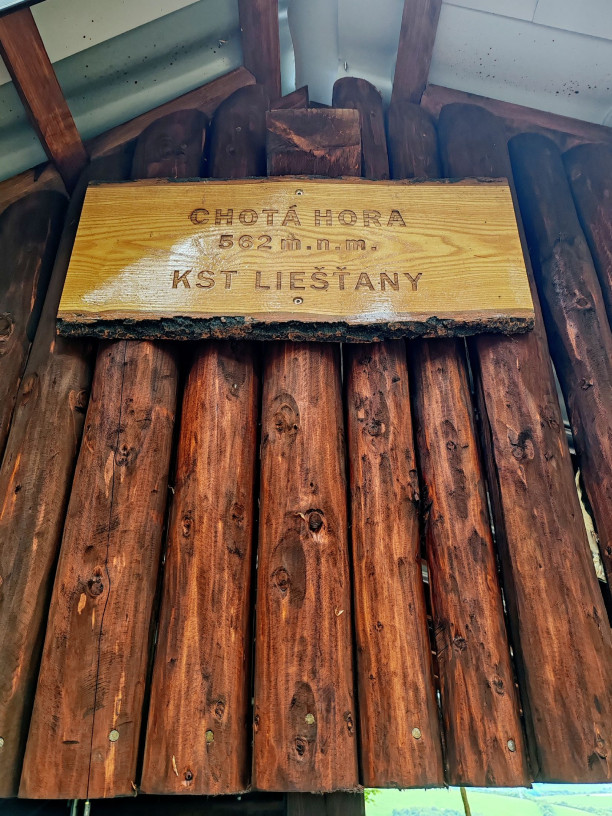 CHOTÁ HORA
562 m.n.m.
KST LIEŠŤANY